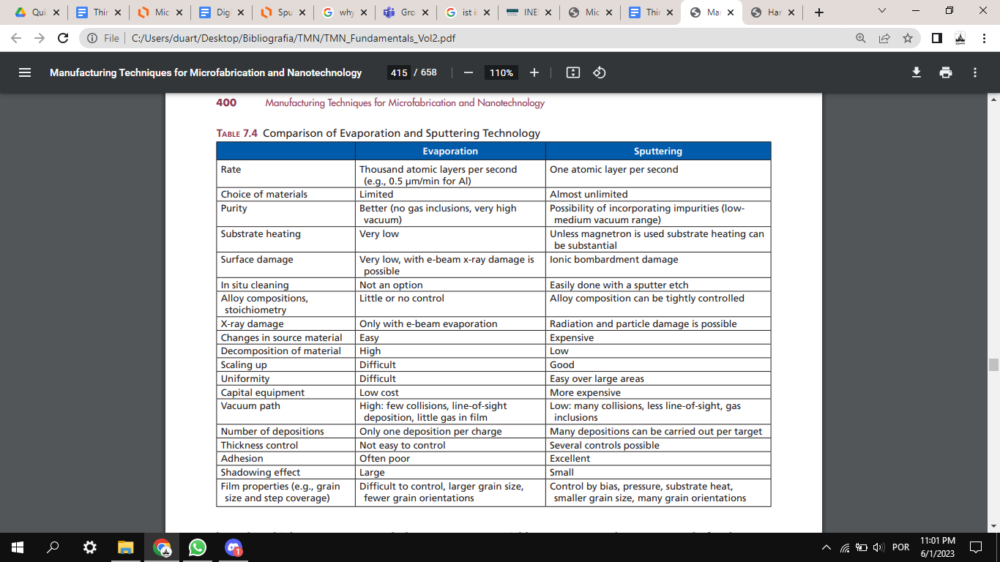 Qui:
Thir
Mic
Digi
Spu
why
Gro
ist i
INE
Mic
Thir
Mar
Har
File
C:/Users/duart/Desktop/Bibliografia/TMN/TMN_Fundamentals_Vol2.pdf
Manufacturing Techniques for Microfabrication and Nanotechnology
415 / 658
110%
400 Manufacturing Techniques for Microfabrication and Nanotechnology
TABLE 7.4 Comparison of Evaporation and Sputtering Technology
Evaporation Sputtering
Rate Thousand atomic layers per second One atomic layer per second
(e.g., 0.5 μm/min for Al)
Choice of materials Limited Almost unlimited
Purity Better (no gas inclusions, very high Possibility of incorporating impurities (low-
vacuum) medium vacuum range)
Substrate heating Very low Unless magnetron is used substrate heating can
be substantial
Surface damage Very low, with e-beam x-ray damage is Ionic bombardment damage
possible
In situ cleaning Not an option Easily done with a sputter etch
Alloy compositions, Little or no control Alloy composition can be tightly controlled
stoichiometry
X-ray damage Only with e-beam evaporation Radiation and particle damage is possible
Changes in source material Easy Expensive
Decomposition of material High Low
Scaling up Difficult Good
Uniformity Difficult Easy over large areas
Capital equipment Low cost More expensive
Vacuum path High: few collisions, line-of-sight Low: many collisions, less line-of-sight, gas
deposition, little gas in film inclusions
Number of depositions Only one deposition per charge Many depositions can be carried out per target
Thickness control Not easy to control Several controls possible
Adhesion Often poor Excellent
Shadowing effect Large Small
Film properties (e.g., grain Difficult to control, larger grain size, Control by bias, pressure, substrate heat,
size and step coverage) fewer grain orientations smaller grain size, many grain orientations
1
POR
11:01 PM
6/1/2023